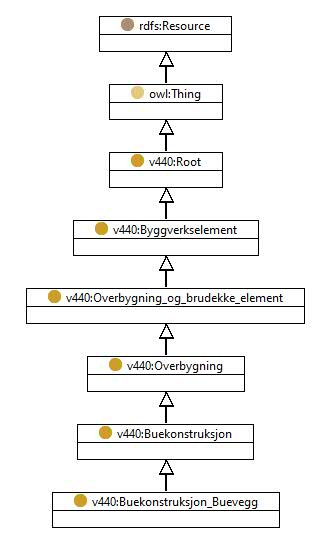 rdfs:Resource
owl:Thing
v440:Root
v440:Byggverkselement
v440:Overbygning_og_brudekke_element
v440:Overbygning
v440:Buekonstruksjon
v440:Buekonstruksjon_Buevegg